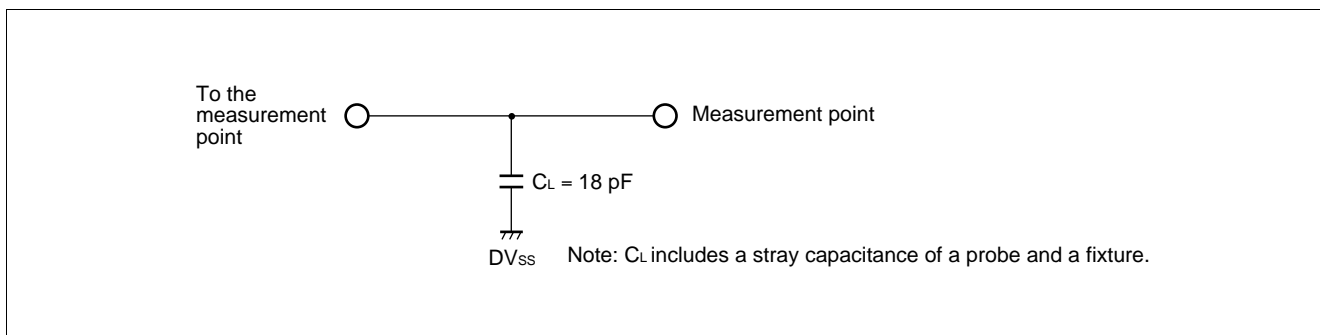 To the
measurement
point
Measurement point
CL = 18 pF
DVss
Note: CL includes a stray capacitance of a probe and a fixture.